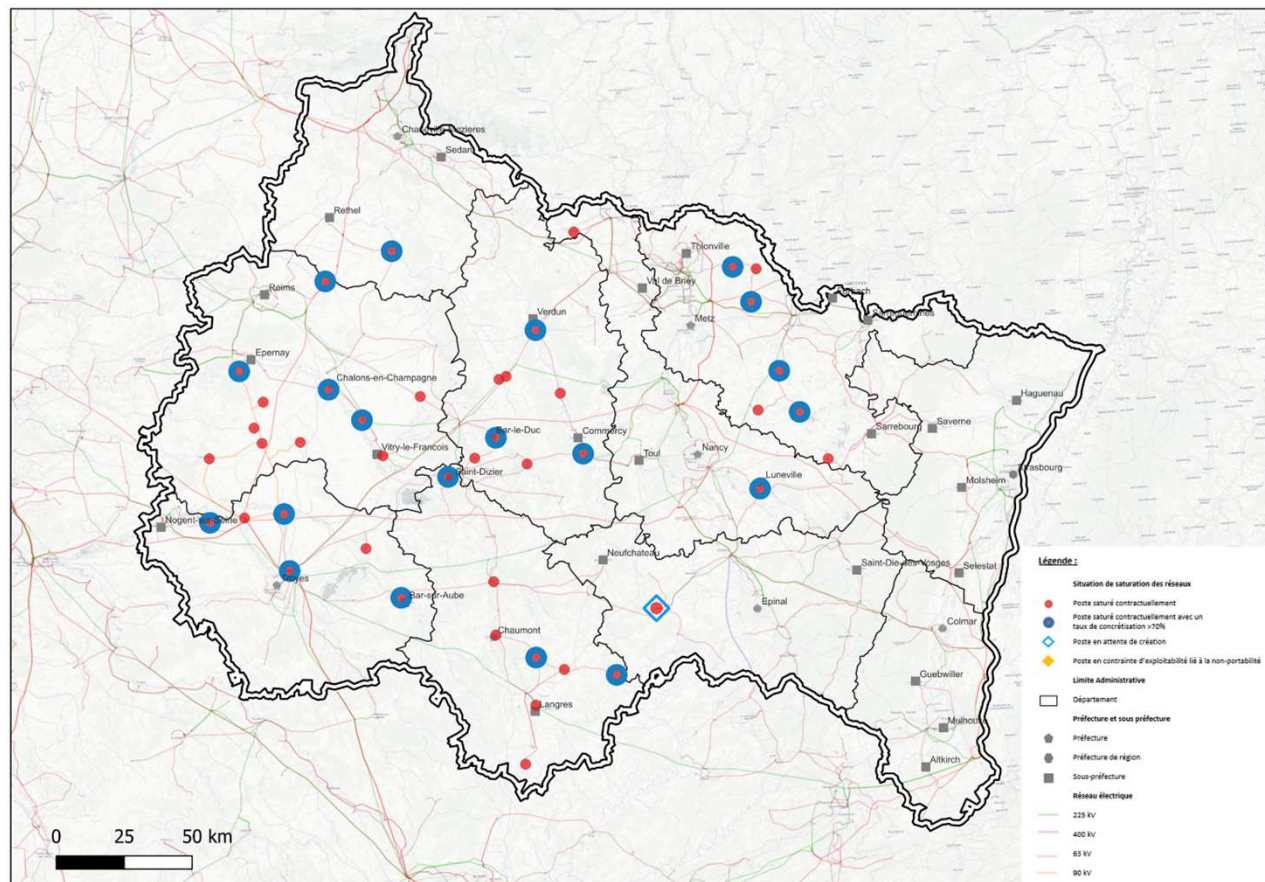 Charleville-Mézieres
Sedan
Rethel
Thionville
Val de Briey
Reims
Forbach
Sarreguemines
Verdun
Metz
Epernay
Chalons-en-Champagne
Haguenau
Saverne
Bar-le-Duc
Commercy
Sarrebourg
Vitry-le-Francois
Toul
Nancy
Saint-Dizier
Luneville
Strasbourg
Molsheim
Nogent-sur-Seine
Neufchateau
Saint-Die-des-Vosges
Selestat
Troyes
Bar-sur-Aube
Epinal
Colmar
Chaumont
Guebwiller
Langres
Mulhouse
Altkirch
0 25 50 km
Légende :
Situation de saturation des réseaux
Poste saturé contractuellement
Poste saturé contractuellement avec un
taux de concrétisation >70%
Poste en attente de création
Poste en contrainte d'exploitabilité lié à la non-portabilité
Limite Administrative
Département
Préfecture et sous préfecture
Préfecture
Préfecture de région
Sous-préfecture
Réseau électrique
225 kV
400 kV
63 kV
90 kV